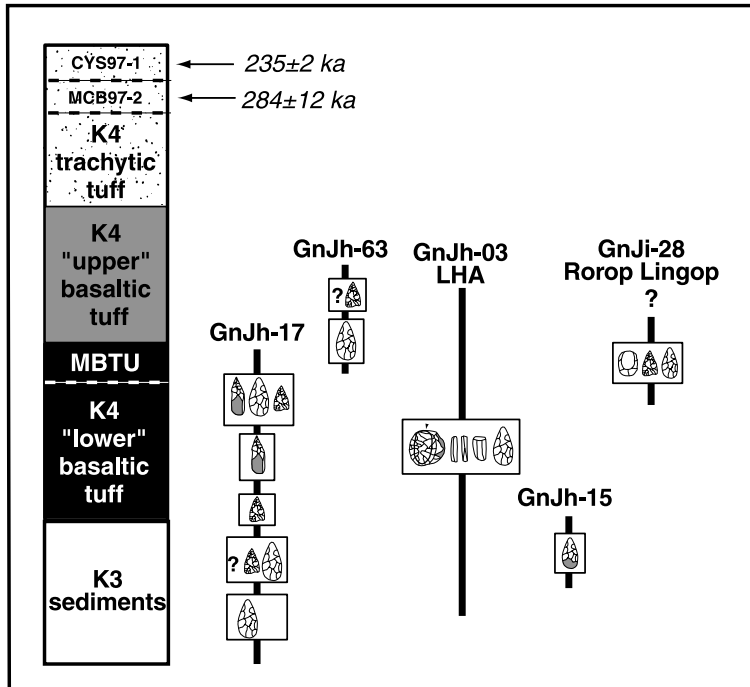 CYS97-1
235±2 ka
MCB97-2
284±12 ka
K4
trachytic
tuff
K4
"upper"
basaltic
tuff
MBTU
K4
"lower"
basaltic
tuff
K3
sediments
GnJh-17
?
GnJh-63
?
GnJh-03
LHA
GnJh-15
GnJi-28
Rorop Lingop
?